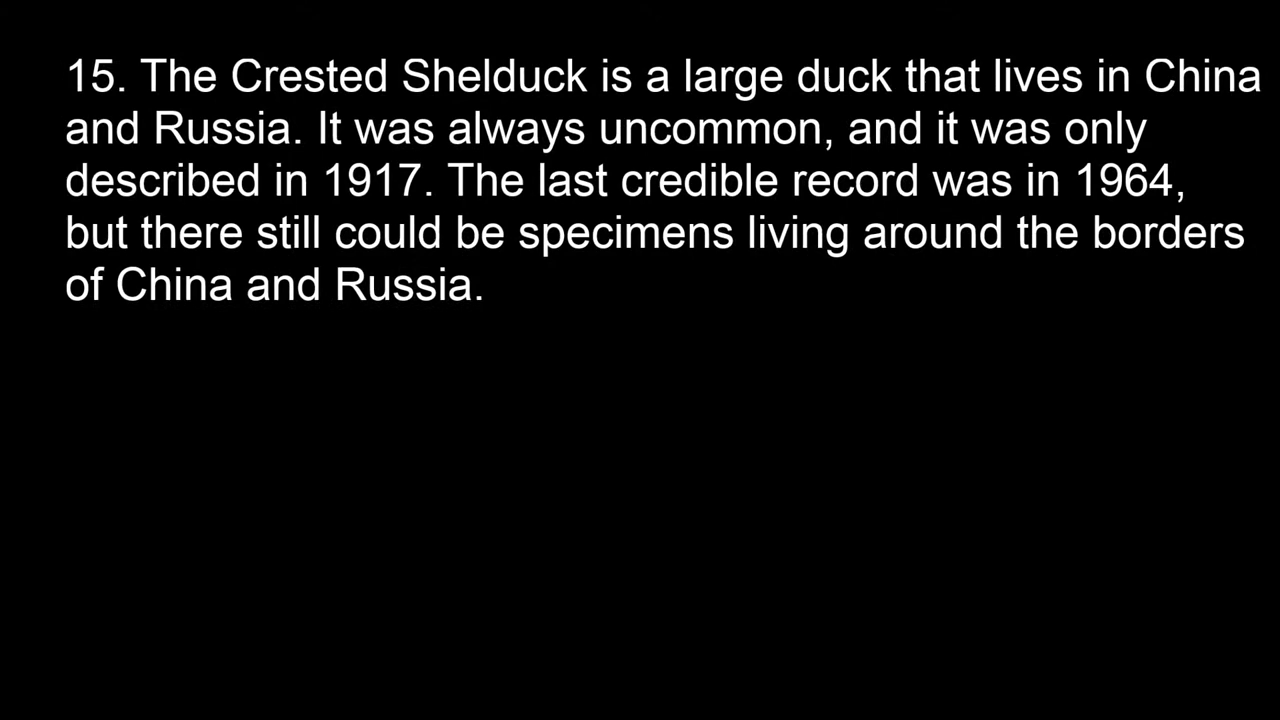 15. The Crested Shelduck is a large duck that lives in China
and Russia. It was always uncommon, and it was only
described in 1917. The last credible record was in 1964,
but there still could be specimens living around the borders
of China and Russia.